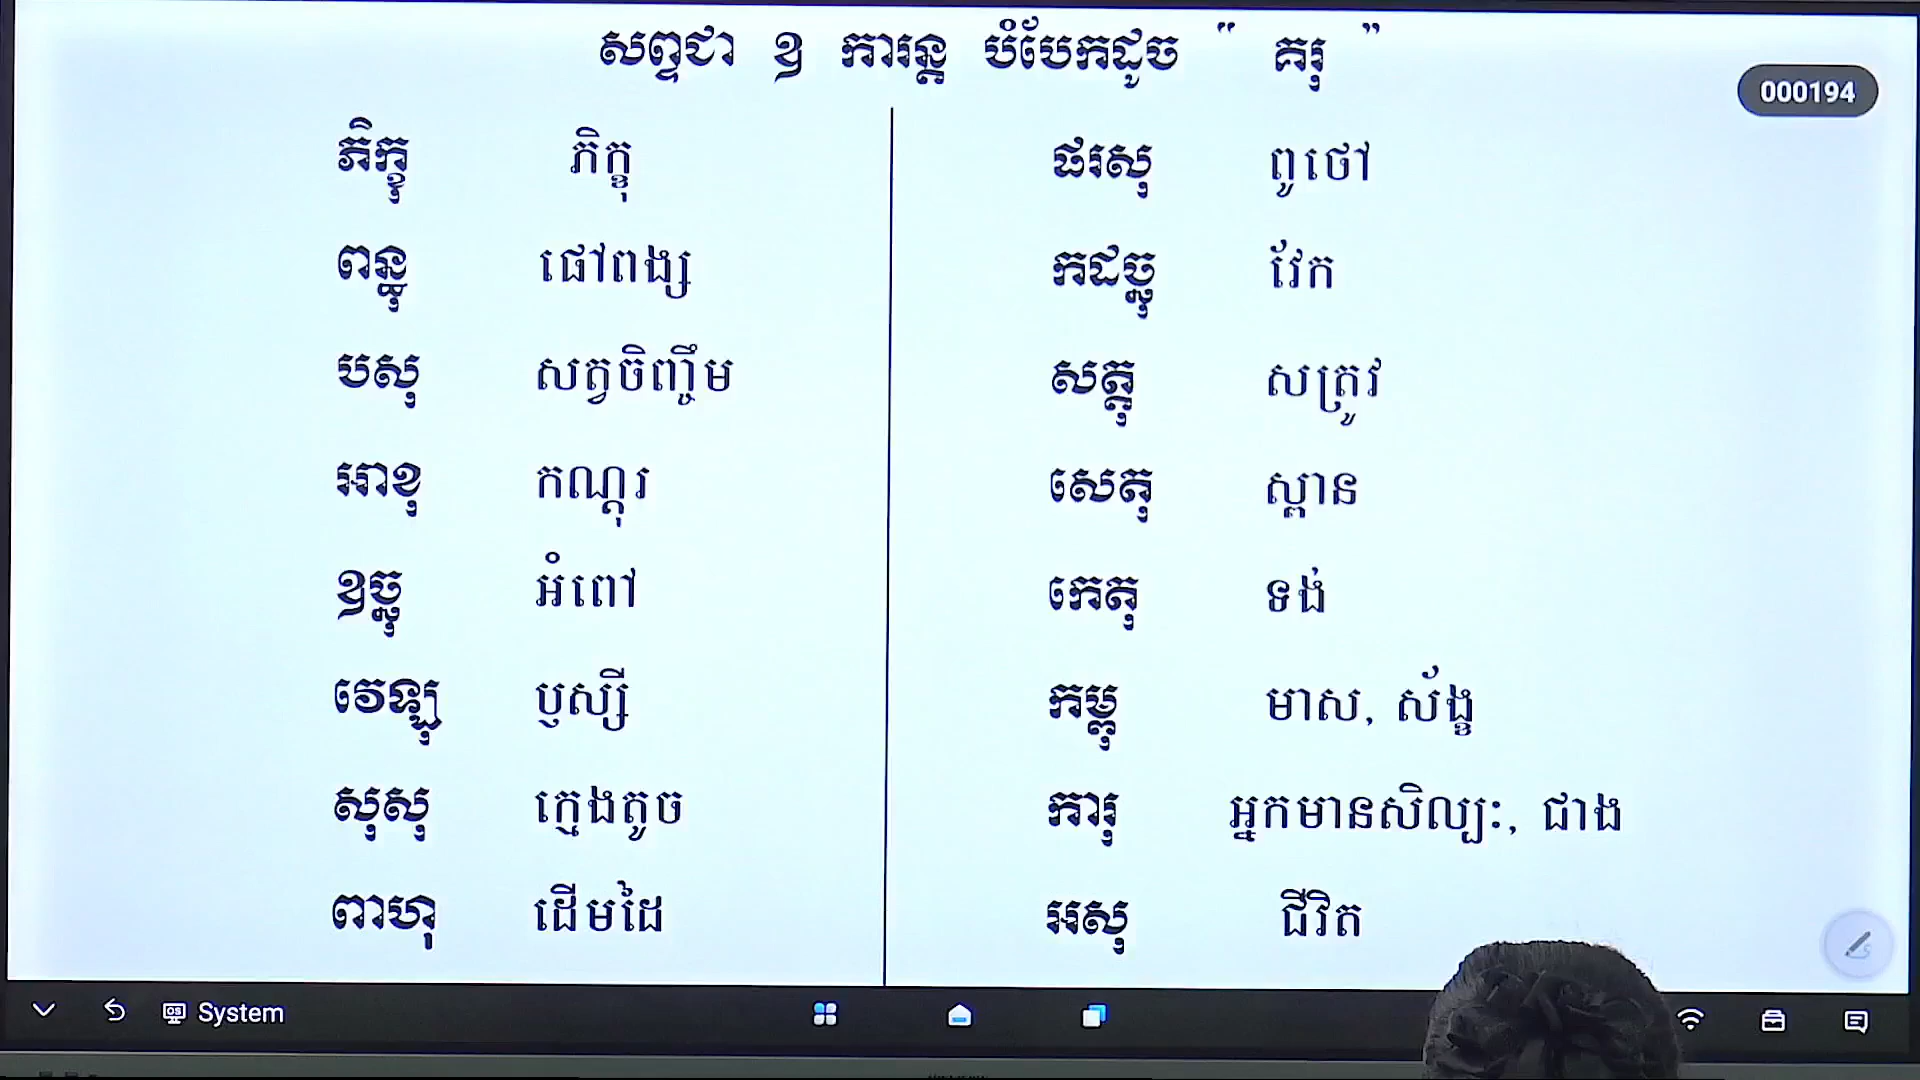 សព្ទជា ឧ ការន្ត បំបែកដូច “ គរុ ”
000194
ភិក្ខុ ភិក្ខុ
ពន្ធុ ផៅពង្ស
បសុ សត្វចិញ្ចឹម
អាខុ កណ្ដុរ
ឧច្ឆុ អំពៅ
វេឡុ ឫស្សី
សុសុ ក្មេងតូច
ពាហុ ដើមដៃ
ផរសុ ពូថៅ
កដច្ឆុ វែក
សត្តុ សត្រូវ
សេតុ ស្ពាន
កេតុ ទង់
កម្ពុ មាស, ស័ង្ខ
ការុ អ្នកមានសិល្បៈ, ជាង
អសុ ជីវិត
System